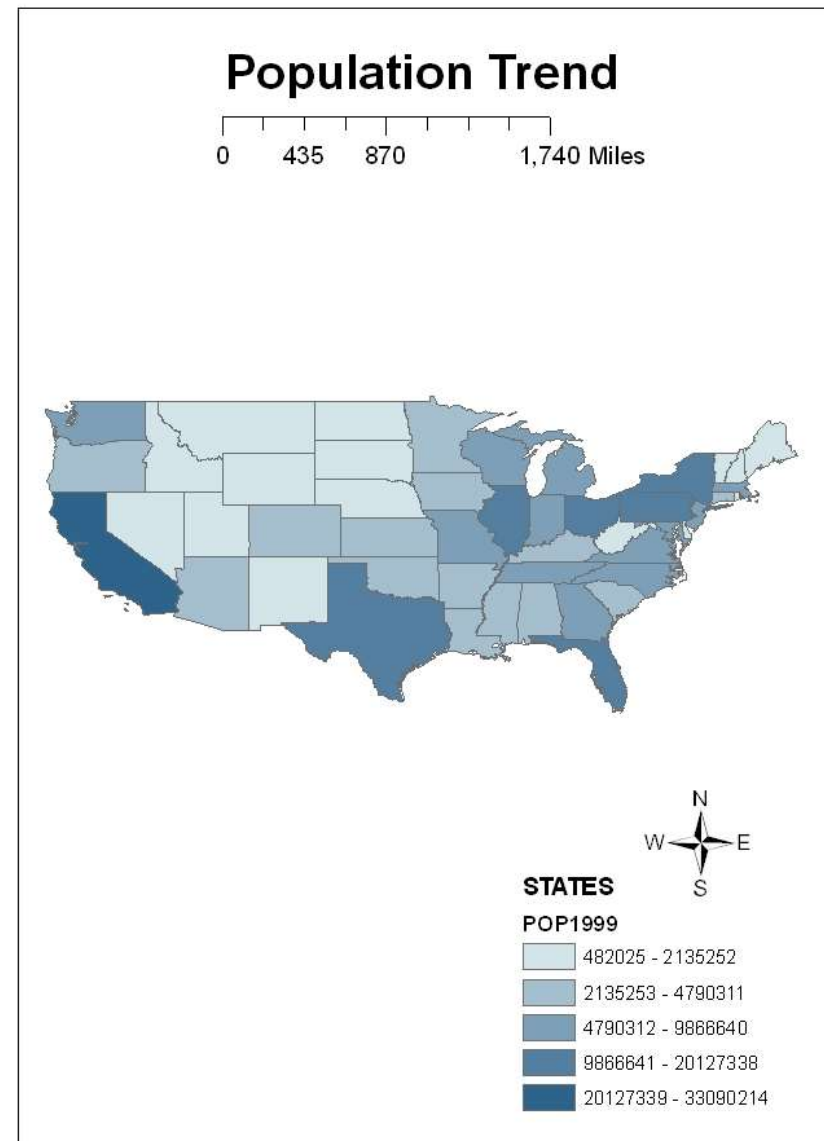 Population Trend
0 435 870 1,740 Miles
N
W E
S
STATES
POP1999
482025 - 2135252
2135253 - 4790311
4790312 - 9866640
9866641 - 20127338
20127339 - 33090214